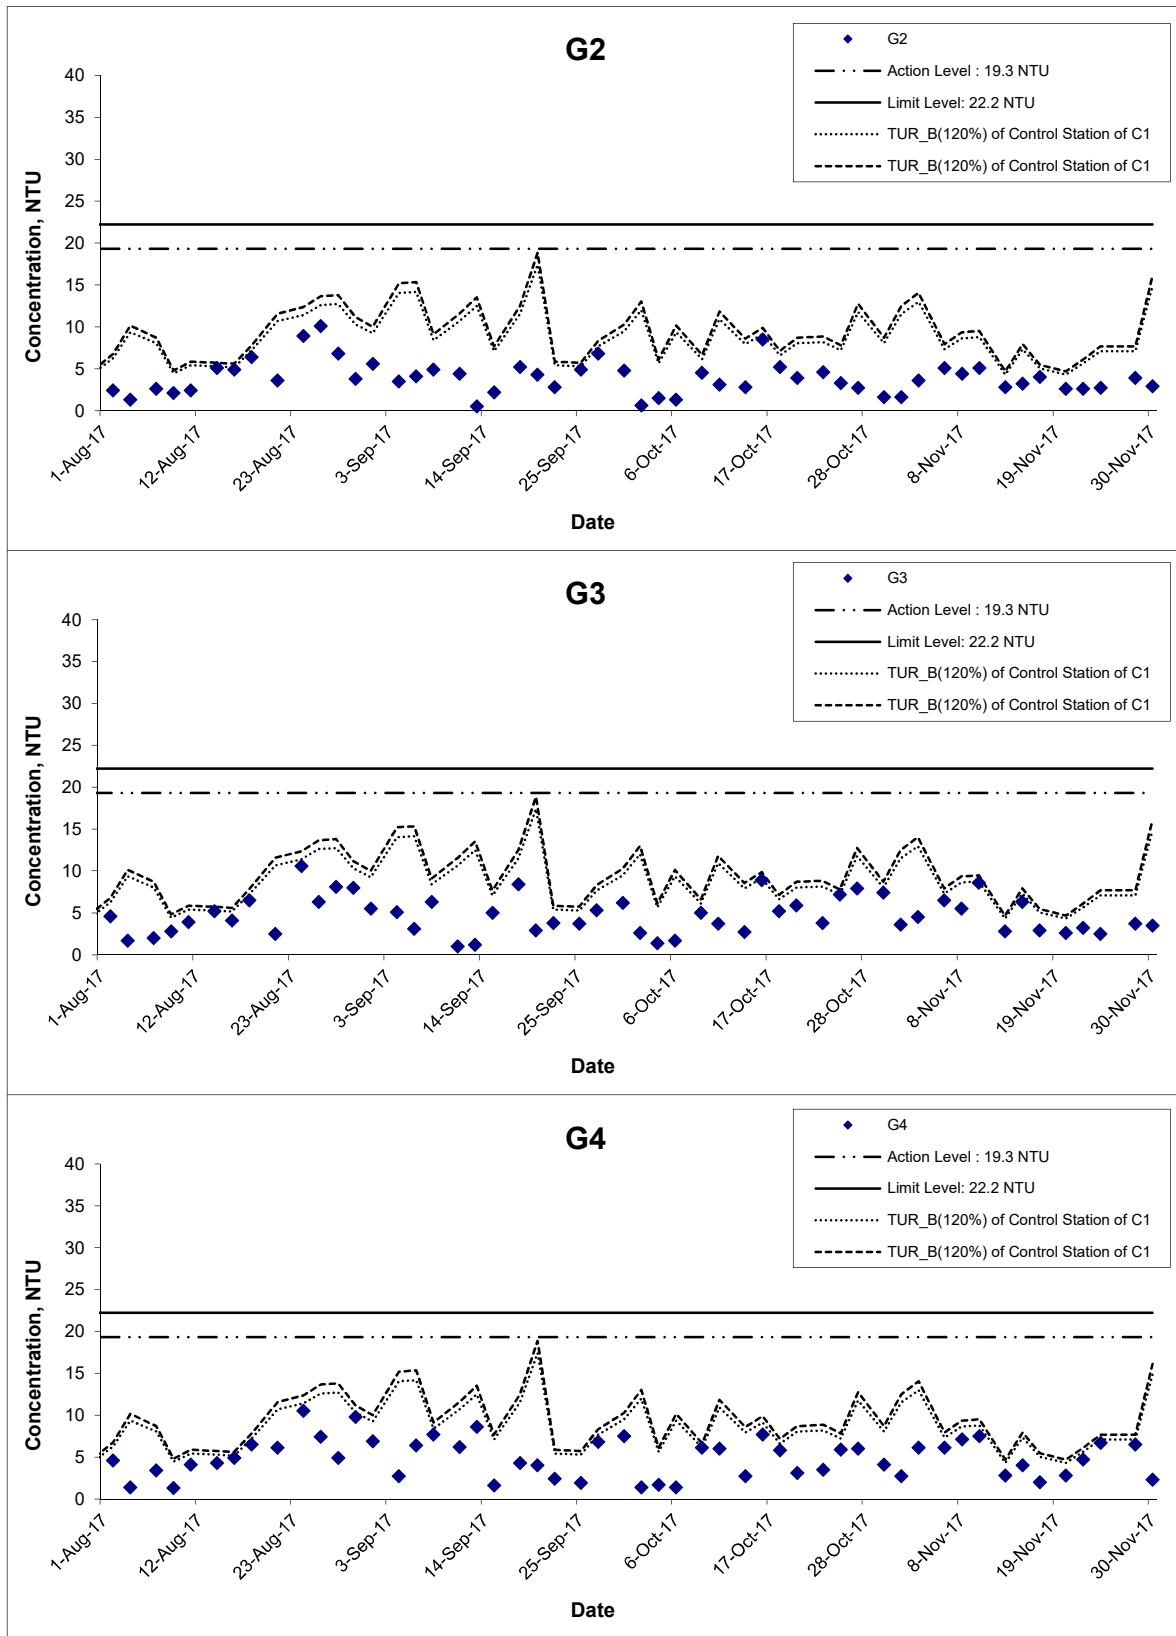 G2
G2
Action Level : 19.3 NTU
Limit Level: 22.2 NTU
TUR_B(120%) of Control Station of C1
TUR_B(120%) of Control Station of C1
Concentration, NTU
40
35
30
25
20
15
10
5
0
1-Aug-17
12-Aug-17
23-Aug-17
3-Sep-17
14-Sep-17
25-Sep-17
6-Oct-17
17-Oct-17
28-Oct-17
8-Nov-17
19-Nov-17
30-Nov-17
Date
G3
G3
Action Level : 19.3 NTU
Limit Level: 22.2 NTU
TUR_B(120%) of Control Station of C1
TUR_B(120%) of Control Station of C1
Concentration, NTU
40
35
30
25
20
15
10
5
0
1-Aug-17
12-Aug-17
23-Aug-17
3-Sep-17
14-Sep-17
25-Sep-17
6-Oct-17
17-Oct-17
28-Oct-17
8-Nov-17
19-Nov-17
30-Nov-17
Date
G4
G4
Action Level : 19.3 NTU
Limit Level: 22.2 NTU
TUR_B(120%) of Control Station of C1
TUR_B(120%) of Control Station of C1
Concentration, NTU
40
35
30
25
20
15
10
5
0
1-Aug-17
12-Aug-17
23-Aug-17
3-Sep-17
14-Sep-17
25-Sep-17
6-Oct-17
17-Oct-17
28-Oct-17
8-Nov-17
19-Nov-17
30-Nov-17
Date